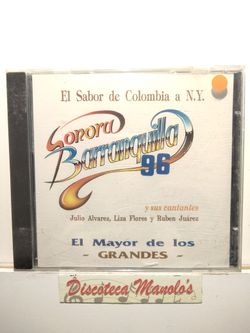 El Sabor de Colombia a N.Y.
Sonora
Barranquilla
96
y sus cantantes
Julio Alvarez, Liza Flores y Ruben Juárez
El Mayor de los
- GRANDES -
Discoteca Manolo's